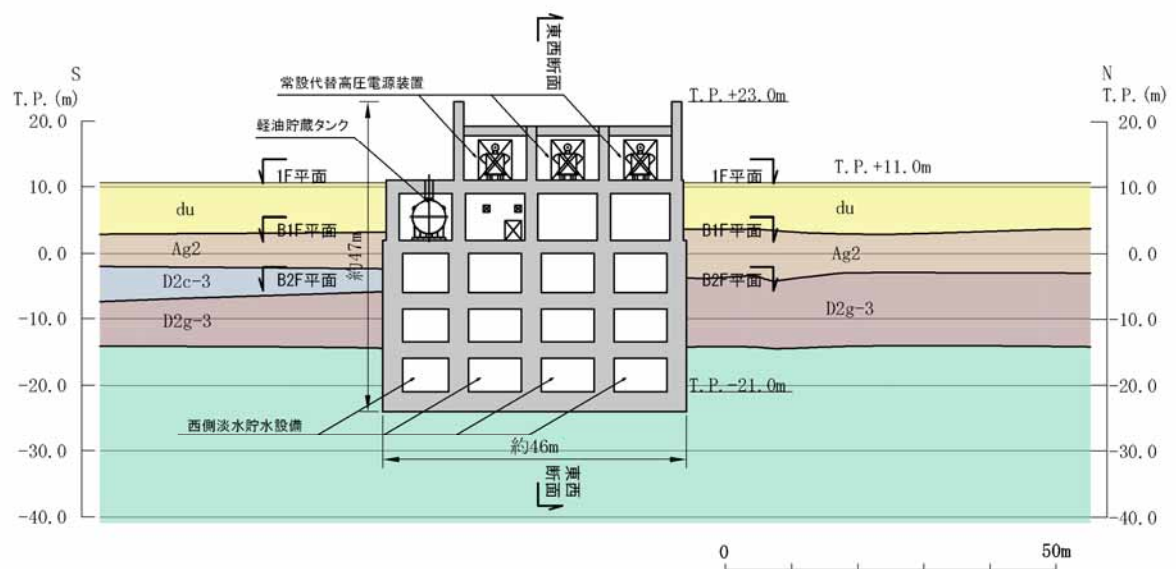 東西断面
S
N
T.P.(m)
T.P.(m)
常設代替高圧電源装置
T.P.+23.0m
20.0
20.0
軽油貯蔵タンク
1F平面
1F平面
T.P.+11.0m
10.0
10.0
du
du
B1F平面
B1F平面
約47m
Ag2
Ag2
0.0
0.0
D2c-3
B2F平面
B2F平面
D2g-3
D2g-3
-10.0
-10.0
-20.0
T.P.-21.0m
-20.0
西側淡水貯水設備
約46m
-30.0
-30.0
東西断面
-40.0
-40.0
0
50m